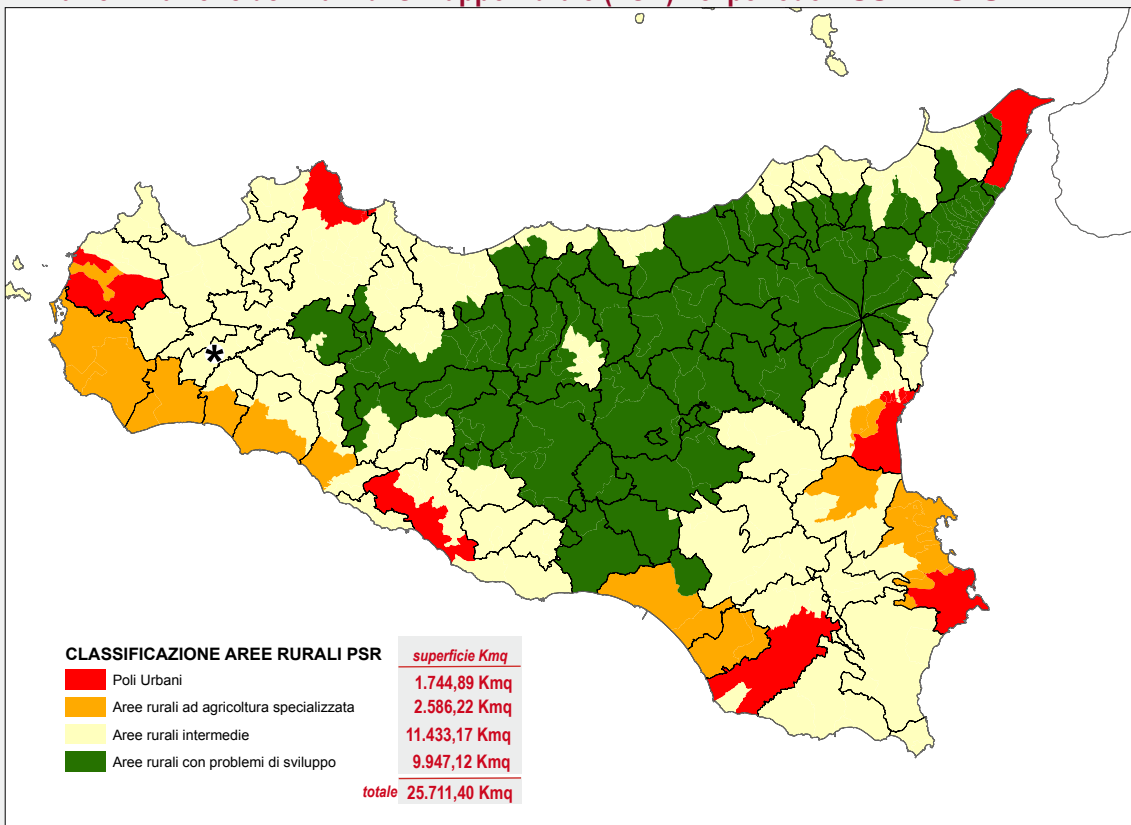 *
CLASSIFICAZIONE AREE RURALI PSR superficie Kmq
Poli Urbani 1.744,89 Kmq
Aree rurali ad agricoltura specializzata 2.586,22 Kmq
Aree rurali intermedie 11.433,17 Kmq
Aree rurali con problemi di sviluppo 9.947,12 Kmq
totale 25.711,40 Kmq